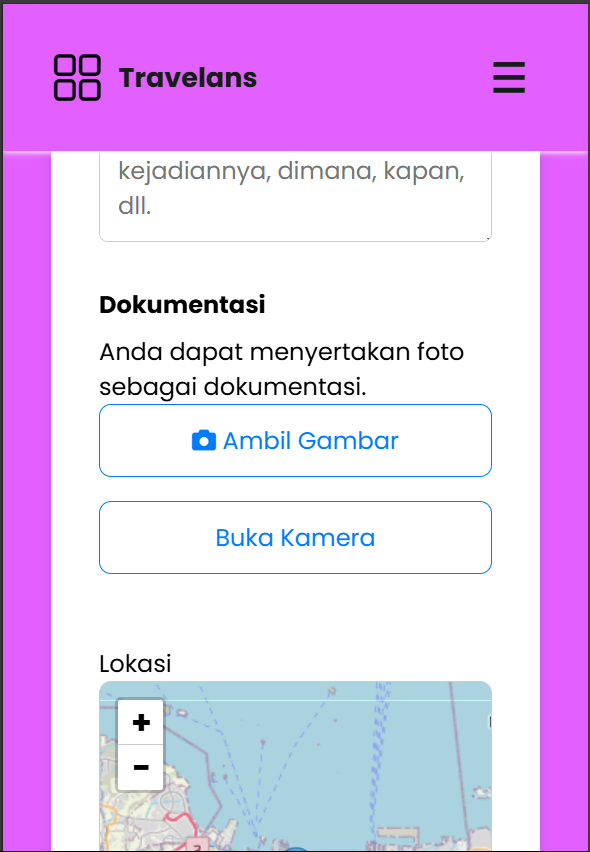 Travelans
kejadiannya, dimana, kapan,
dll.
Dokumentasi
Anda dapat menyertakan foto
sebagai dokumentasi.
Ambil Gambar
Buka Kamera
Lokasi
+
-
3